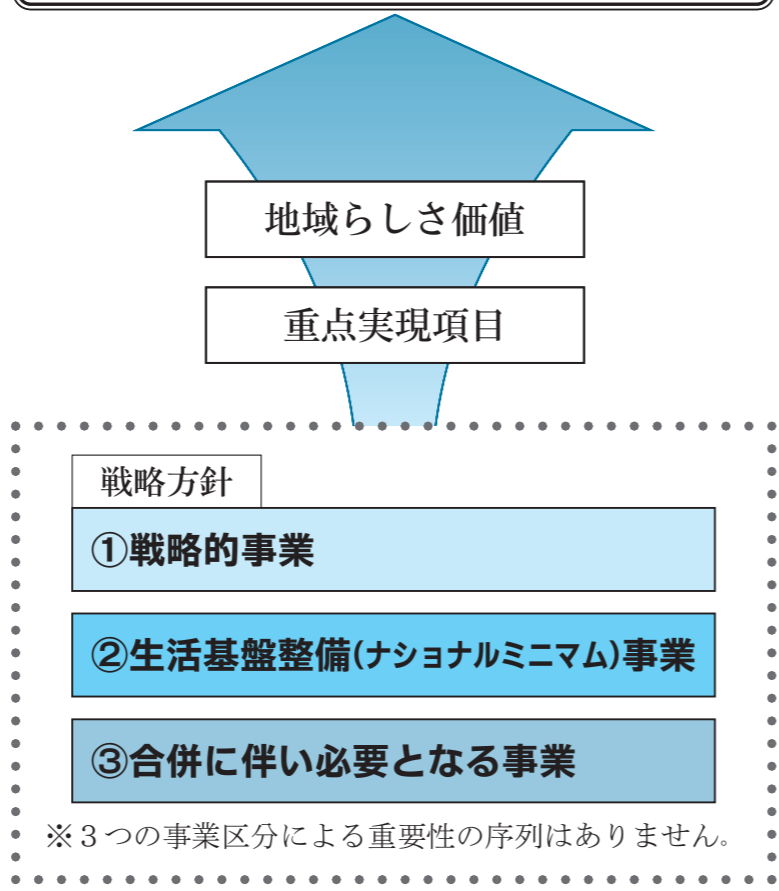 地域らしさ価値
重点実現項目
戦略方針
①戦略的事業
②生活基盤整備(ナショナルミニマム)事業
③合併に伴い必要となる事業
※３つの事業区分による重要性の序列はありません。